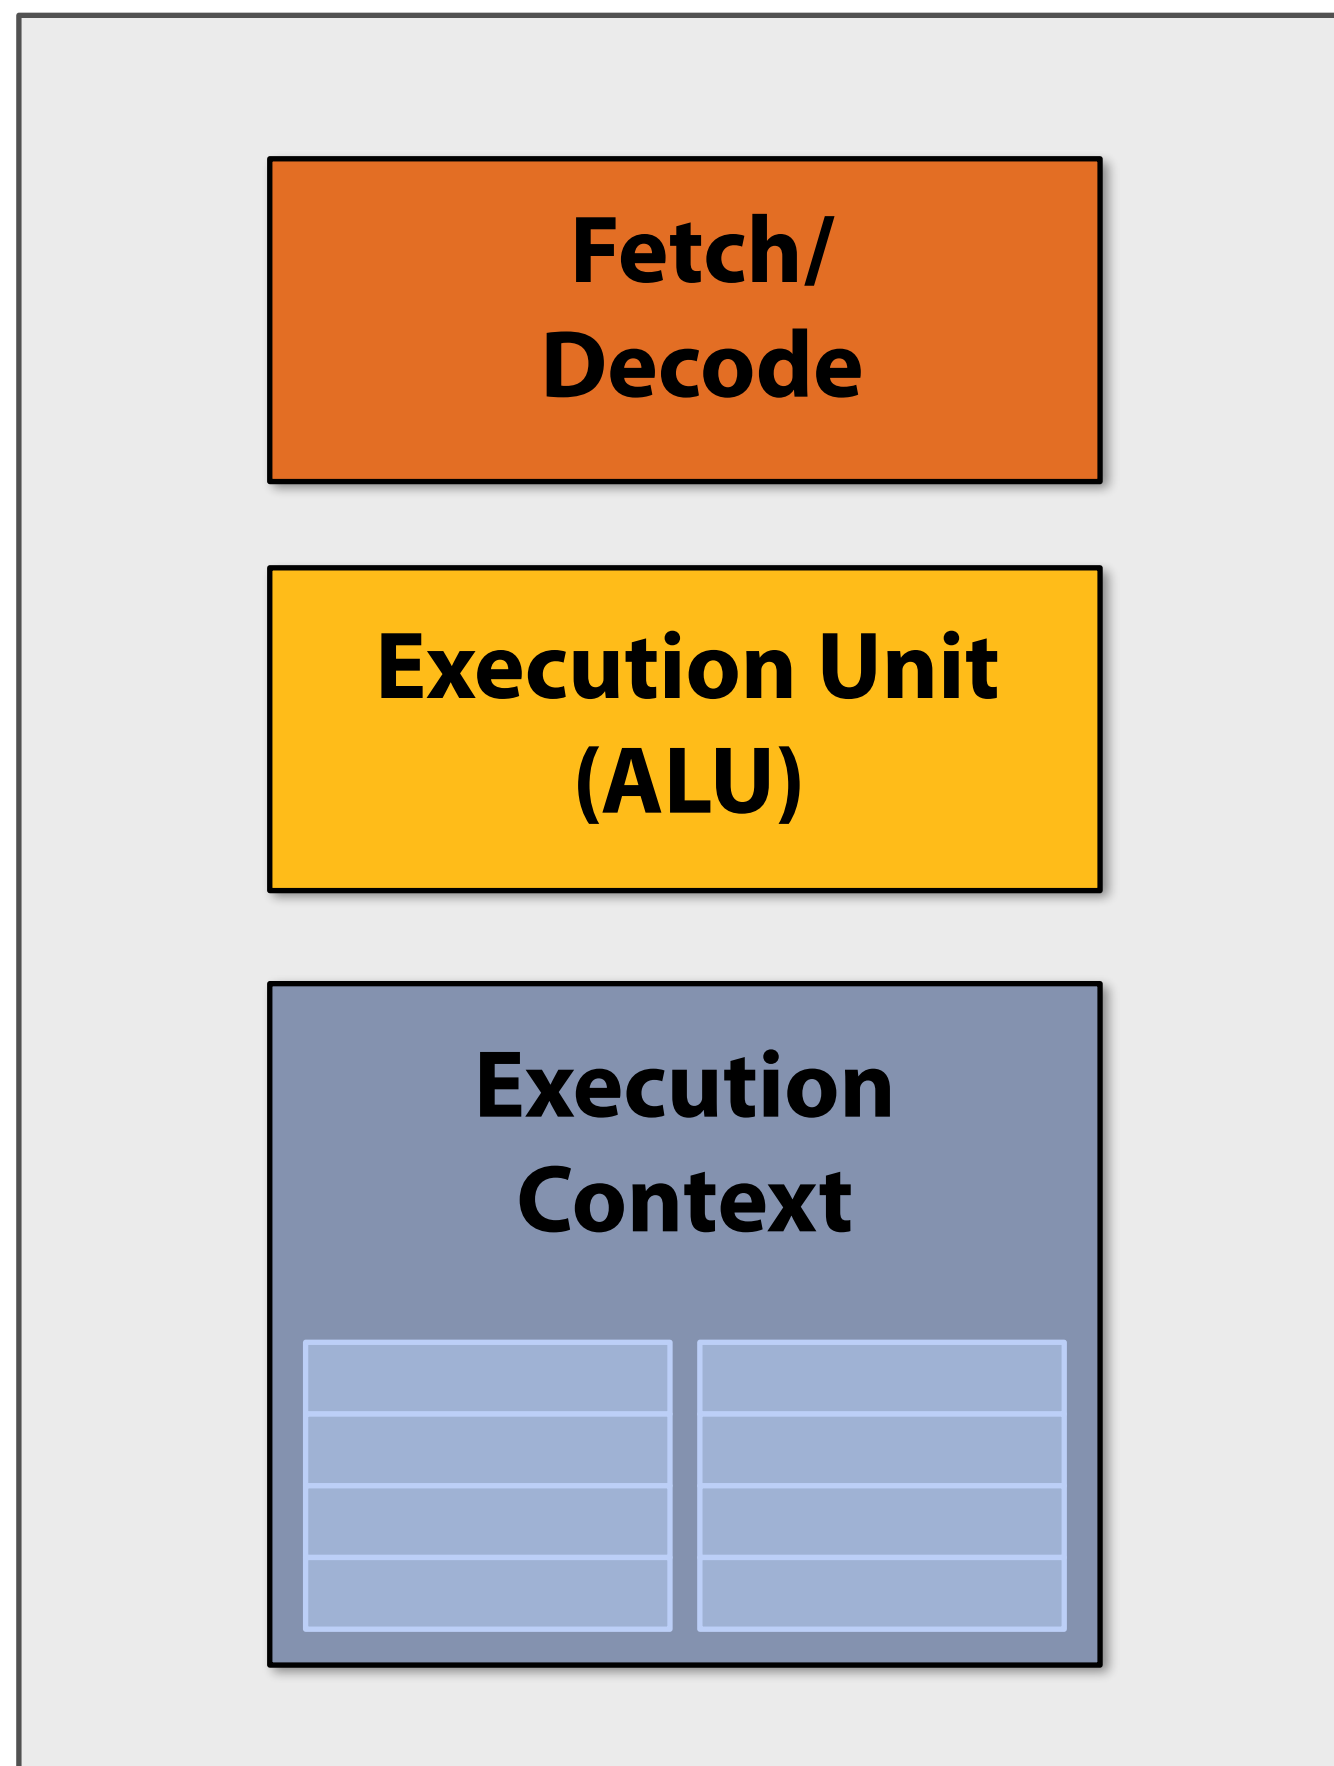 Fetch/
Decode
Execution Unit
(ALU)
Execution
Context